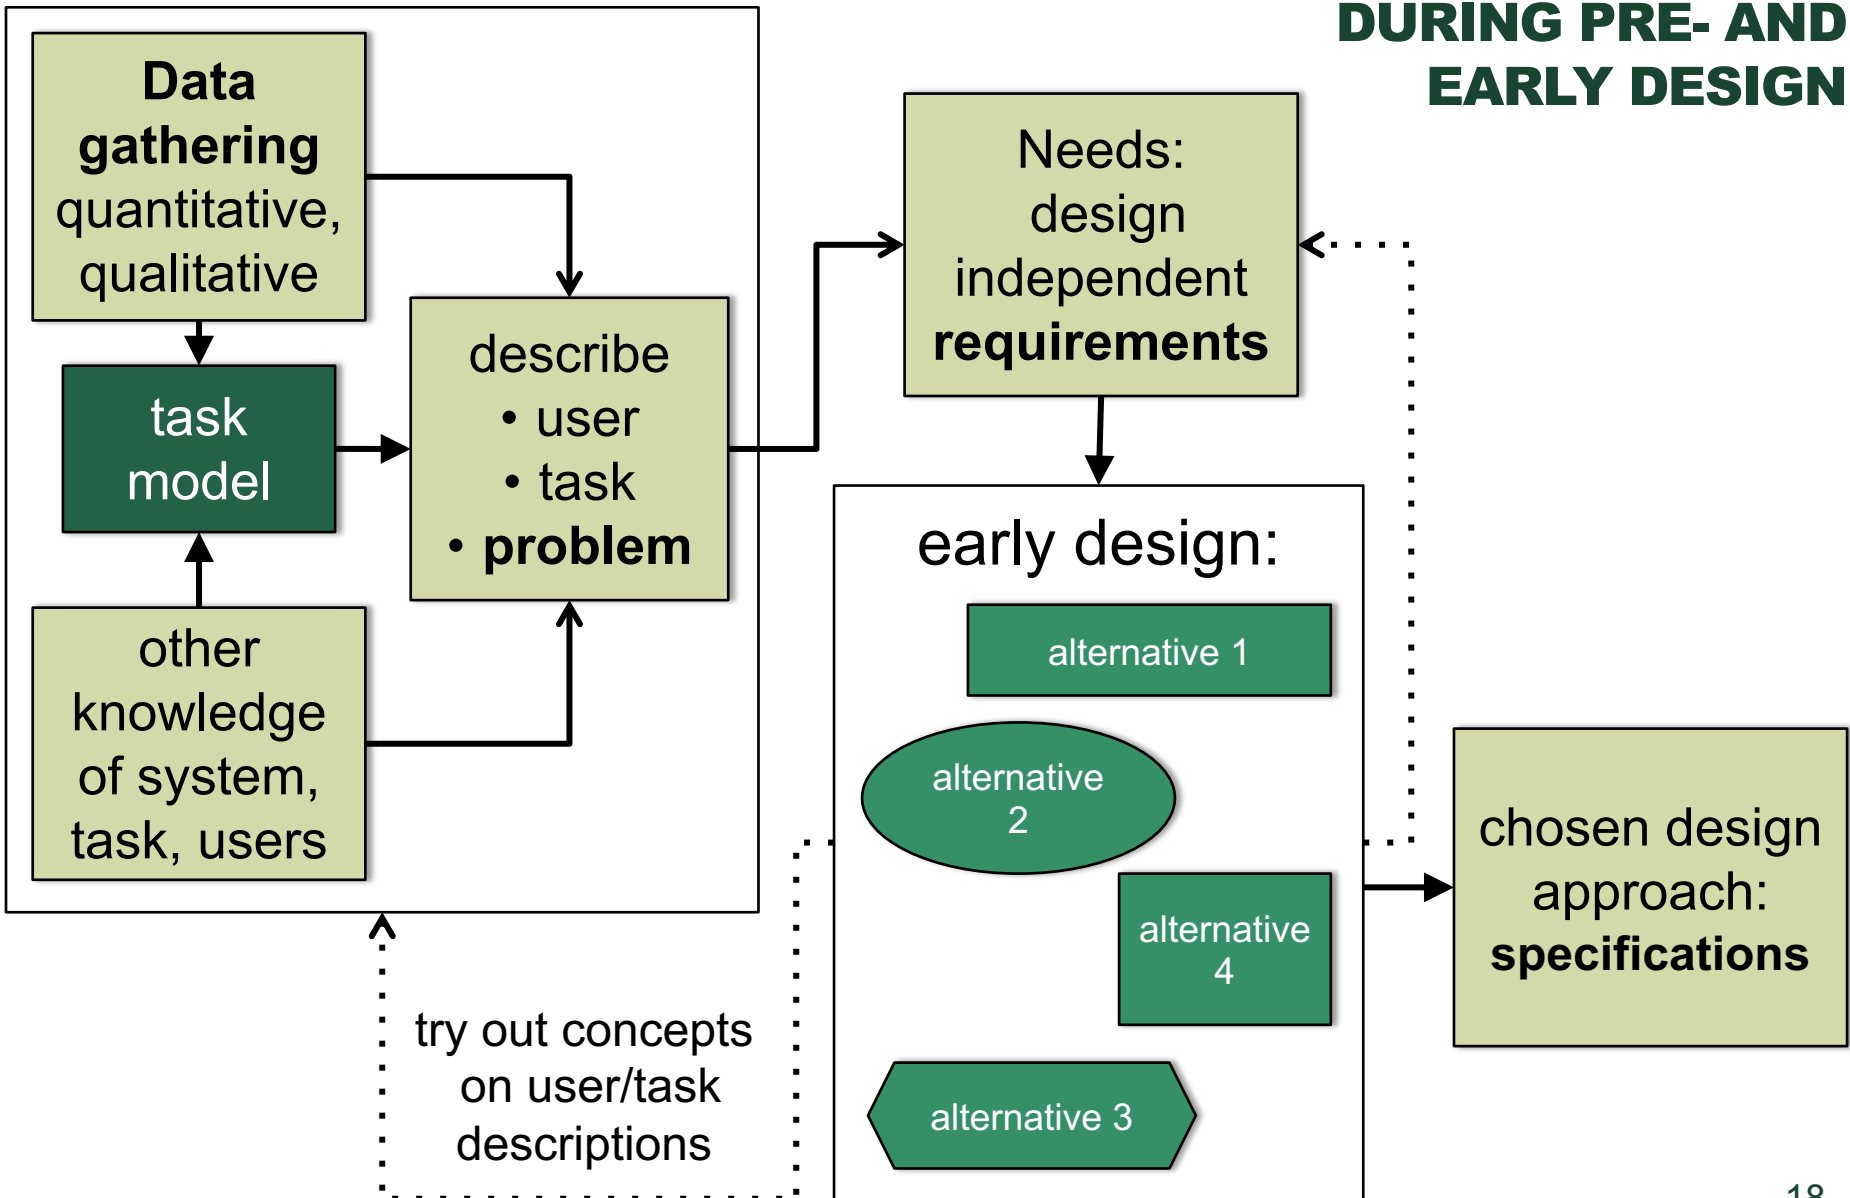 DURING PRE- AND
EARLY DESIGN
Data
gathering
quantitative,
qualitative
task
model
other
knowledge
of system,
task, users
describe
• user
• task
• problem
Needs:
design
independent
requirements
early design:
alternative 1
alternative
2
alternative
4
alternative 3
chosen design
approach:
specifications
try out concepts
on user/task
descriptions
18